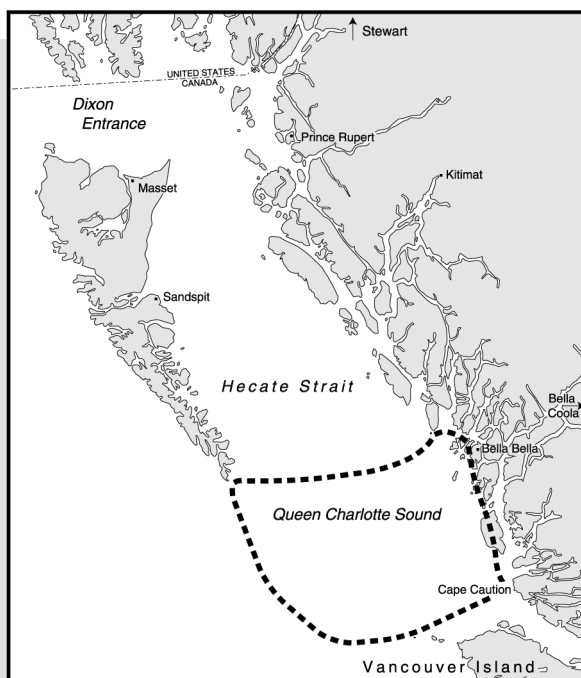 Stewart
UNITED STATES
CANADA
Dixon
Entrance
Prince Rupert
Kitimat
Masset
Sandspit
Hecate Strait
Bella
Coola
Bella Bella
Queen Charlotte Sound
Cape Caution
Vancouver Island